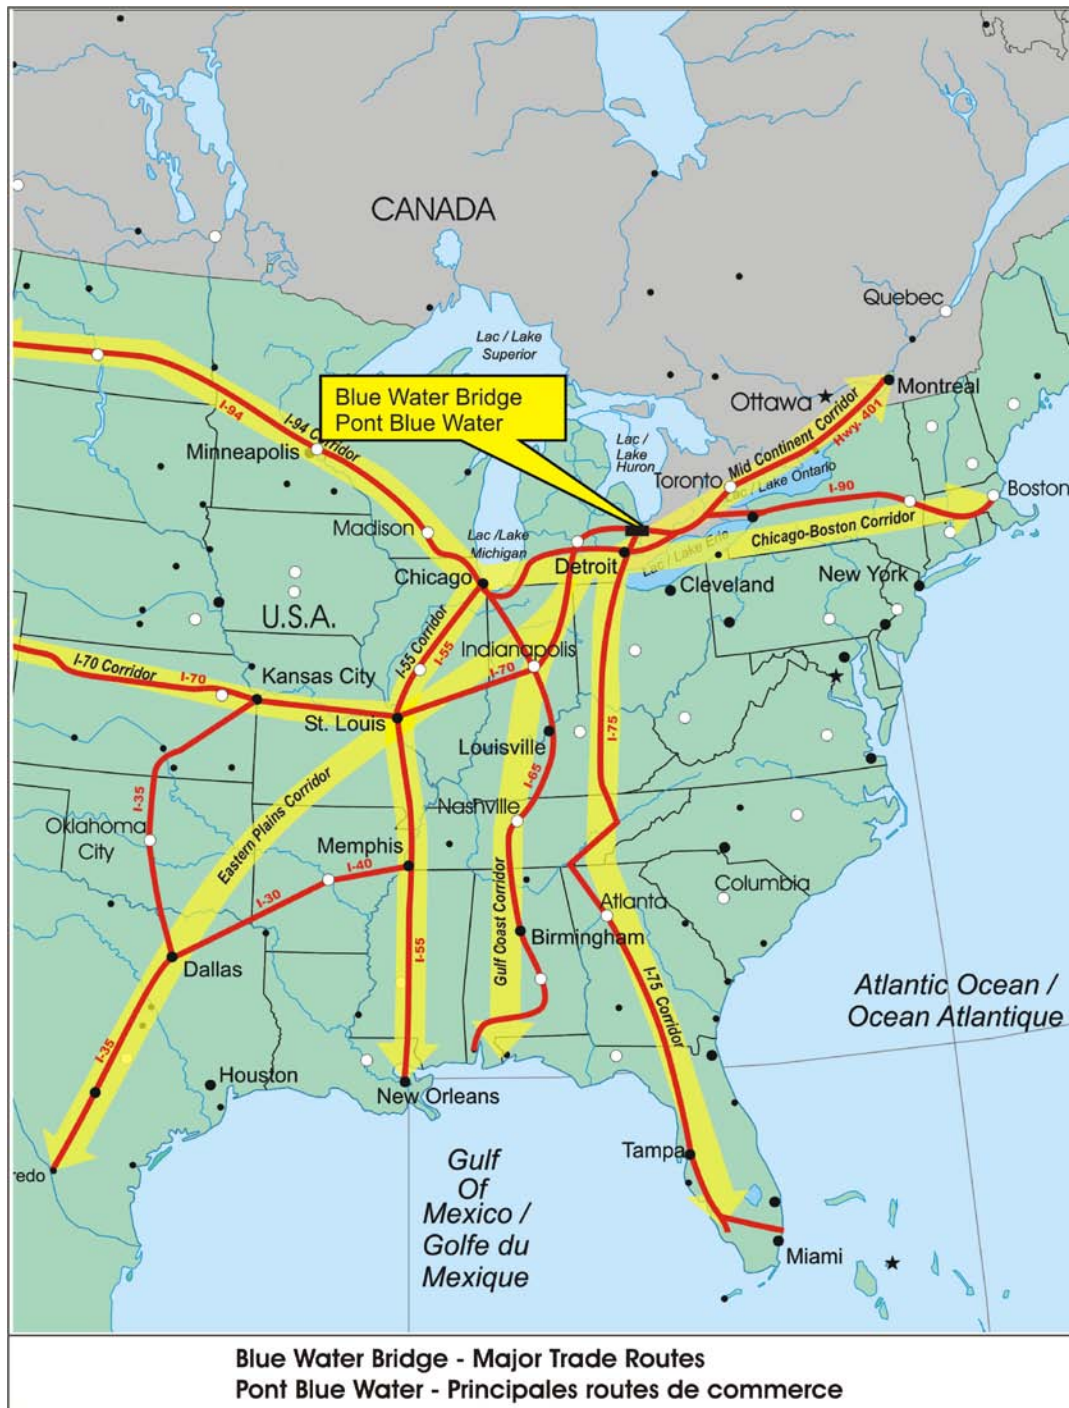 CANADA
Quebec
Lac / Lake
Superior
Blue Water Bridge
Pont Blue Water
Ottawa
Montreal
Mid Continent Corridor
Hwy. 401
Lac /
Lake
Huron
I-94
I-94 Corridor
Minneapolis
Toronto
Lac / Lake Ontario
I-90
Boston
Madison
Lac /Lake
Michigan
Chicago-Boston Corridor
Detroit
Lac / Lake Erie
Chicago
Cleveland
New York
U.S.A.
I-55 Corridor
I-55
Indianapolis
I-70
I-70 Corridor
I-70
Kansas City
St. Louis
Louisville
I-75
I-65
Eastern Plains Corridor
I-35
Nashville
Oklahoma
City
Memphis
I-40
I-30
Columbia
Gulf Coast Corridor
Atlanta
Birmingham
I-55
Dallas
I-75 Corridor
Atlantic Ocean /
Ocean Atlantique
I-35
Houston
New Orleans
Tampa
redo
Gulf
Of
Mexico /
Golfe du
Mexique
Miami
Blue Water Bridge - Major Trade Routes
Pont Blue Water - Principales routes de commerce